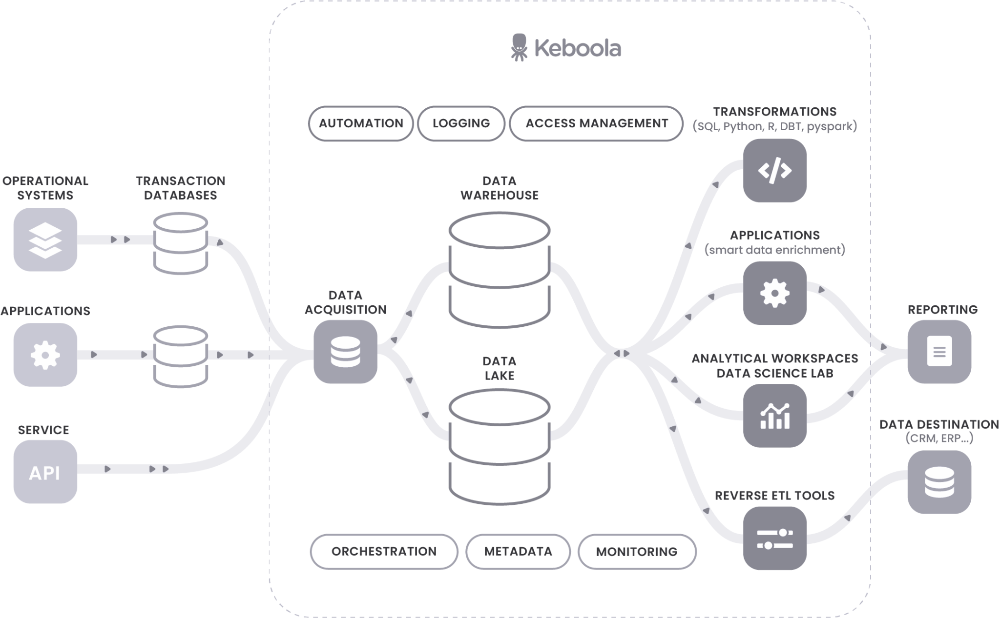 Keboola
AUTOMATION
LOGGING
ACCESS MANAGEMENT
TRANSFORMATIONS
(SQL, Python, R, DBT, pyspark)
OPERATIONAL
SYSTEMS
TRANSACTION
DATABASES
DATA
WAREHOUSE
APPLICATIONS
(smart data enrichment)
APPLICATIONS
DATA
ACQUISITION
REPORTING
DATA
LAKE
ANALYTICAL WORKSPACES
DATA SCIENCE LAB
SERVICE
API
DATA DESTINATION
(CRM, ERP...)
REVERSE ETL TOOLS
ORCHESTRATION
METADATA
MONITORING